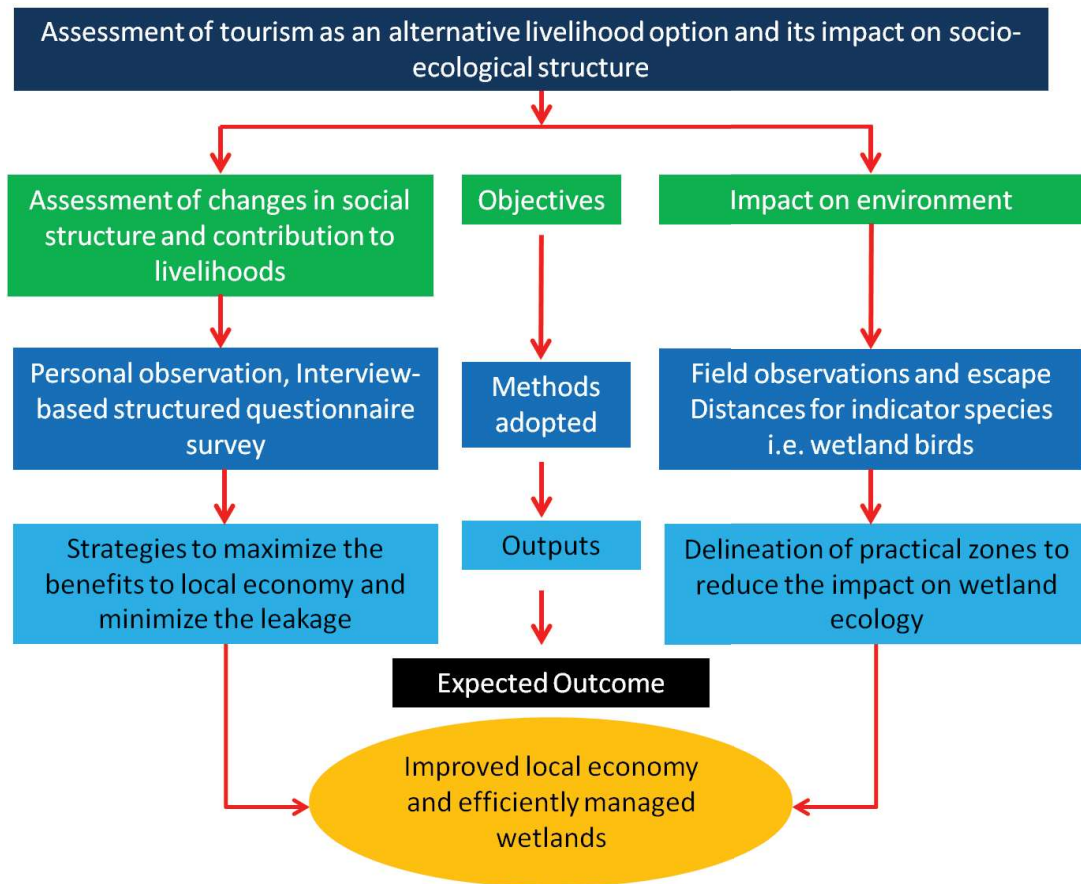 Assessment of tourism as an alternative livelihood option and its impact on socio-
ecological structure
Assessment of changes in social
structure and contribution to
livelihoods
Objectives
Impact on environment
Personal observation, Interview-
based structured questionnaire
survey
Methods
adopted
Field observations and escape
Distances for indicator species
i.e. wetland birds
Strategies to maximize the
benefits to local economy and
minimize the leakage
Outputs
Delineation of practical zones to
reduce the impact on wetland
ecology
Expected Outcome
Improved local economy
and efficiently managed
wetlands